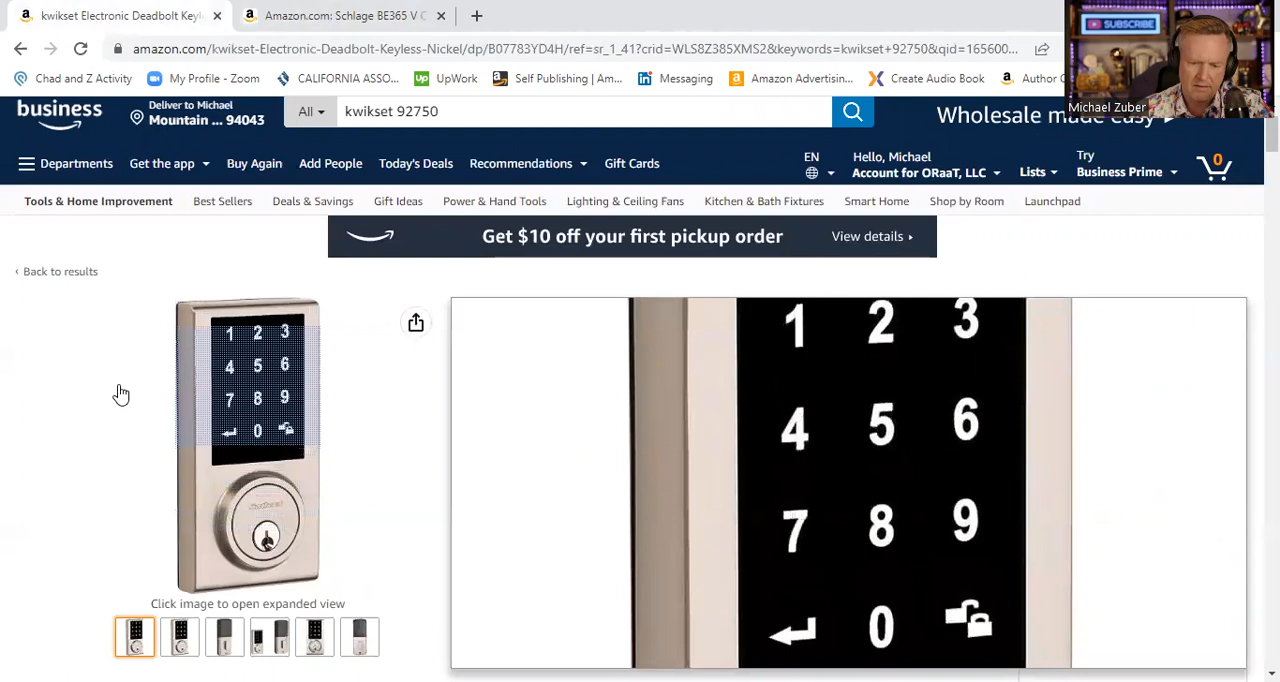 kwikset Electronic Deadbolt Keyl
Amazon.com: Schlage BE365 V C
amazon.com/kwikset-Electronic-Deadbolt-Keyless-Nickel/dp/B07783YD4H/ref=sr_1_41?crid=WLS8Z385XMS2&keywords=kwikset+92750&qid=165600...
Chad and Z Activity
My Profile - Zoom
CALIFORNIA ASSO...
Up UpWork
Self Publishing | Am...
in Messaging
Amazon Advertisin...
Create Audio Book
Author C
SUBSCRIBE
Michael Zuber
business
Deliver to Michael
Mountain ... 94043
All
kwikset 92750
Wholesale made easy
Departments
Get the app
Buy Again
Add People
Today's Deals
Recommendations
Gift Cards
EN
Hello, Michael
Account for ORaaT, LLC
Lists
Try
Business Prime
0
Tools & Home Improvement
Best Sellers
Deals & Savings
Gift Ideas
Power & Hand Tools
Lighting & Ceiling Fans
Kitchen & Bath Fixtures
Smart Home
Shop by Room
Launchpad
Get $10 off your first pickup order
View details
‹ Back to results
1 2 3
4 5 6
7 8 9
0
Click image to open expanded view
1 2 3
4 5 6
7 8 9
0